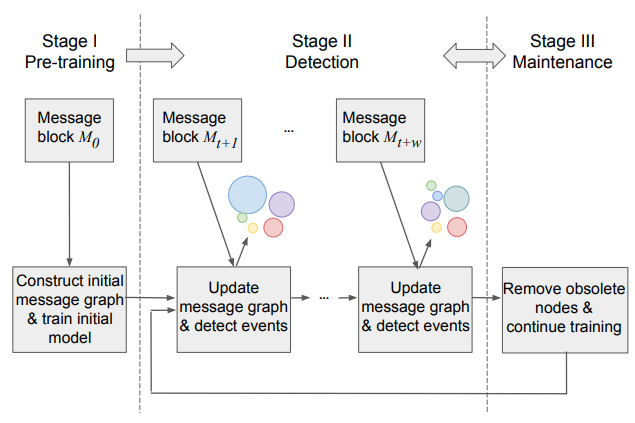 Stage I
Pre-training
Stage II
Detection
Stage III
Maintenance
Message
block M0
Message
block Mt+1
...
Message
block Mt+w
Construct initial
message graph
& train initial
model
Update
message graph
& detect events
...
Update
message graph
& detect events
Remove obsolete
nodes &
continue training